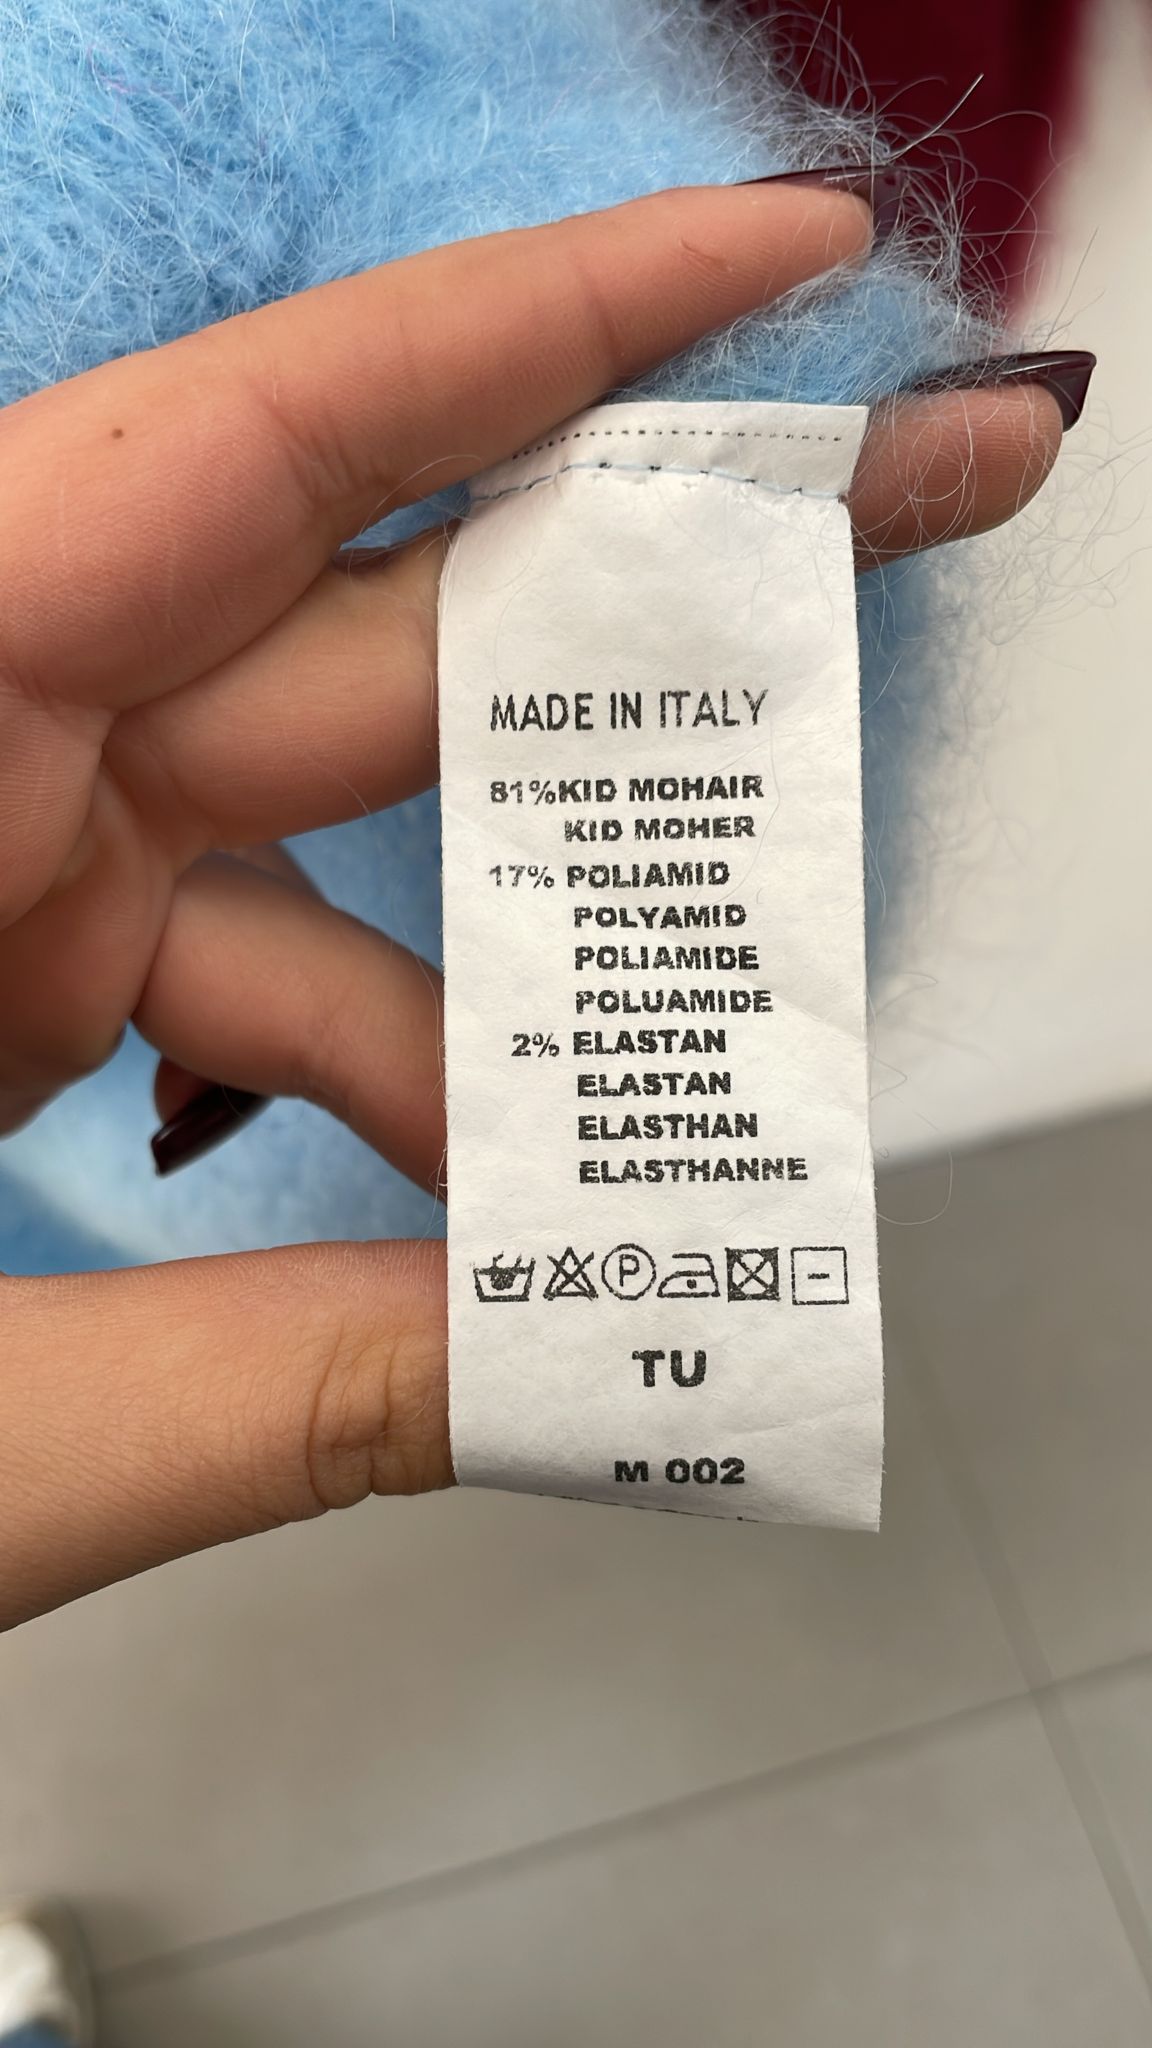 MADE IN ITALY
81%KID MOHAIR
KID MOHER
17% POLIAMID
POLYAMID
POLIAMIDE
POLUAMIDE
2% ELASTAN
ELASTAN
ELASTHAN
ELASTHANNE
P
TU
M 002